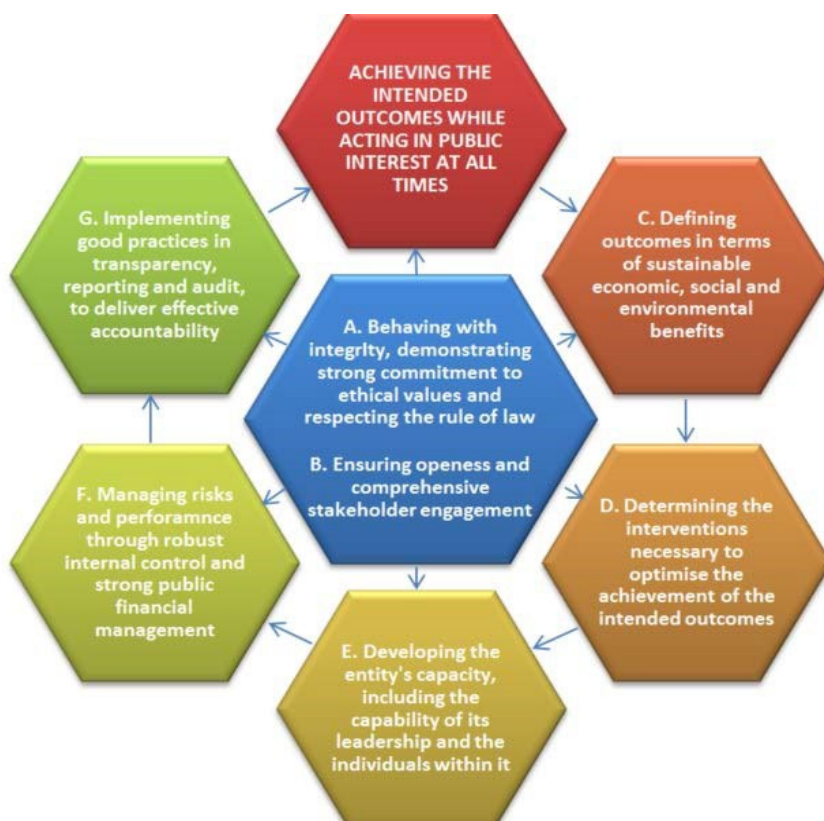 ACHIEVING THE
INTENDED
OUTCOMES WHILE
ACTING IN PUBLIC
INTEREST AT ALL
TIMES
G. Implementing
good practices in
transparency,
reporting and audit,
to deliver effective
accountability
C. Defining
outcomes in terms
of sustainable
economic, social and
environmental
benefits
A. Behaving with
integrIty, demonstrating
strong commitment to
ethical values and
respecting the rule of law
B. Ensuring openess and
comprehensive
stakeholder engagement
F. Managing risks
and perforamnce
through robust
internal control and
strong public
financial
management
D. Determining the
interventions
necessary to
optimise the
achievement of the
intended outcomes
E. Developing the
entity's capacity,
including the
capability of its
leadership and the
individuals within it